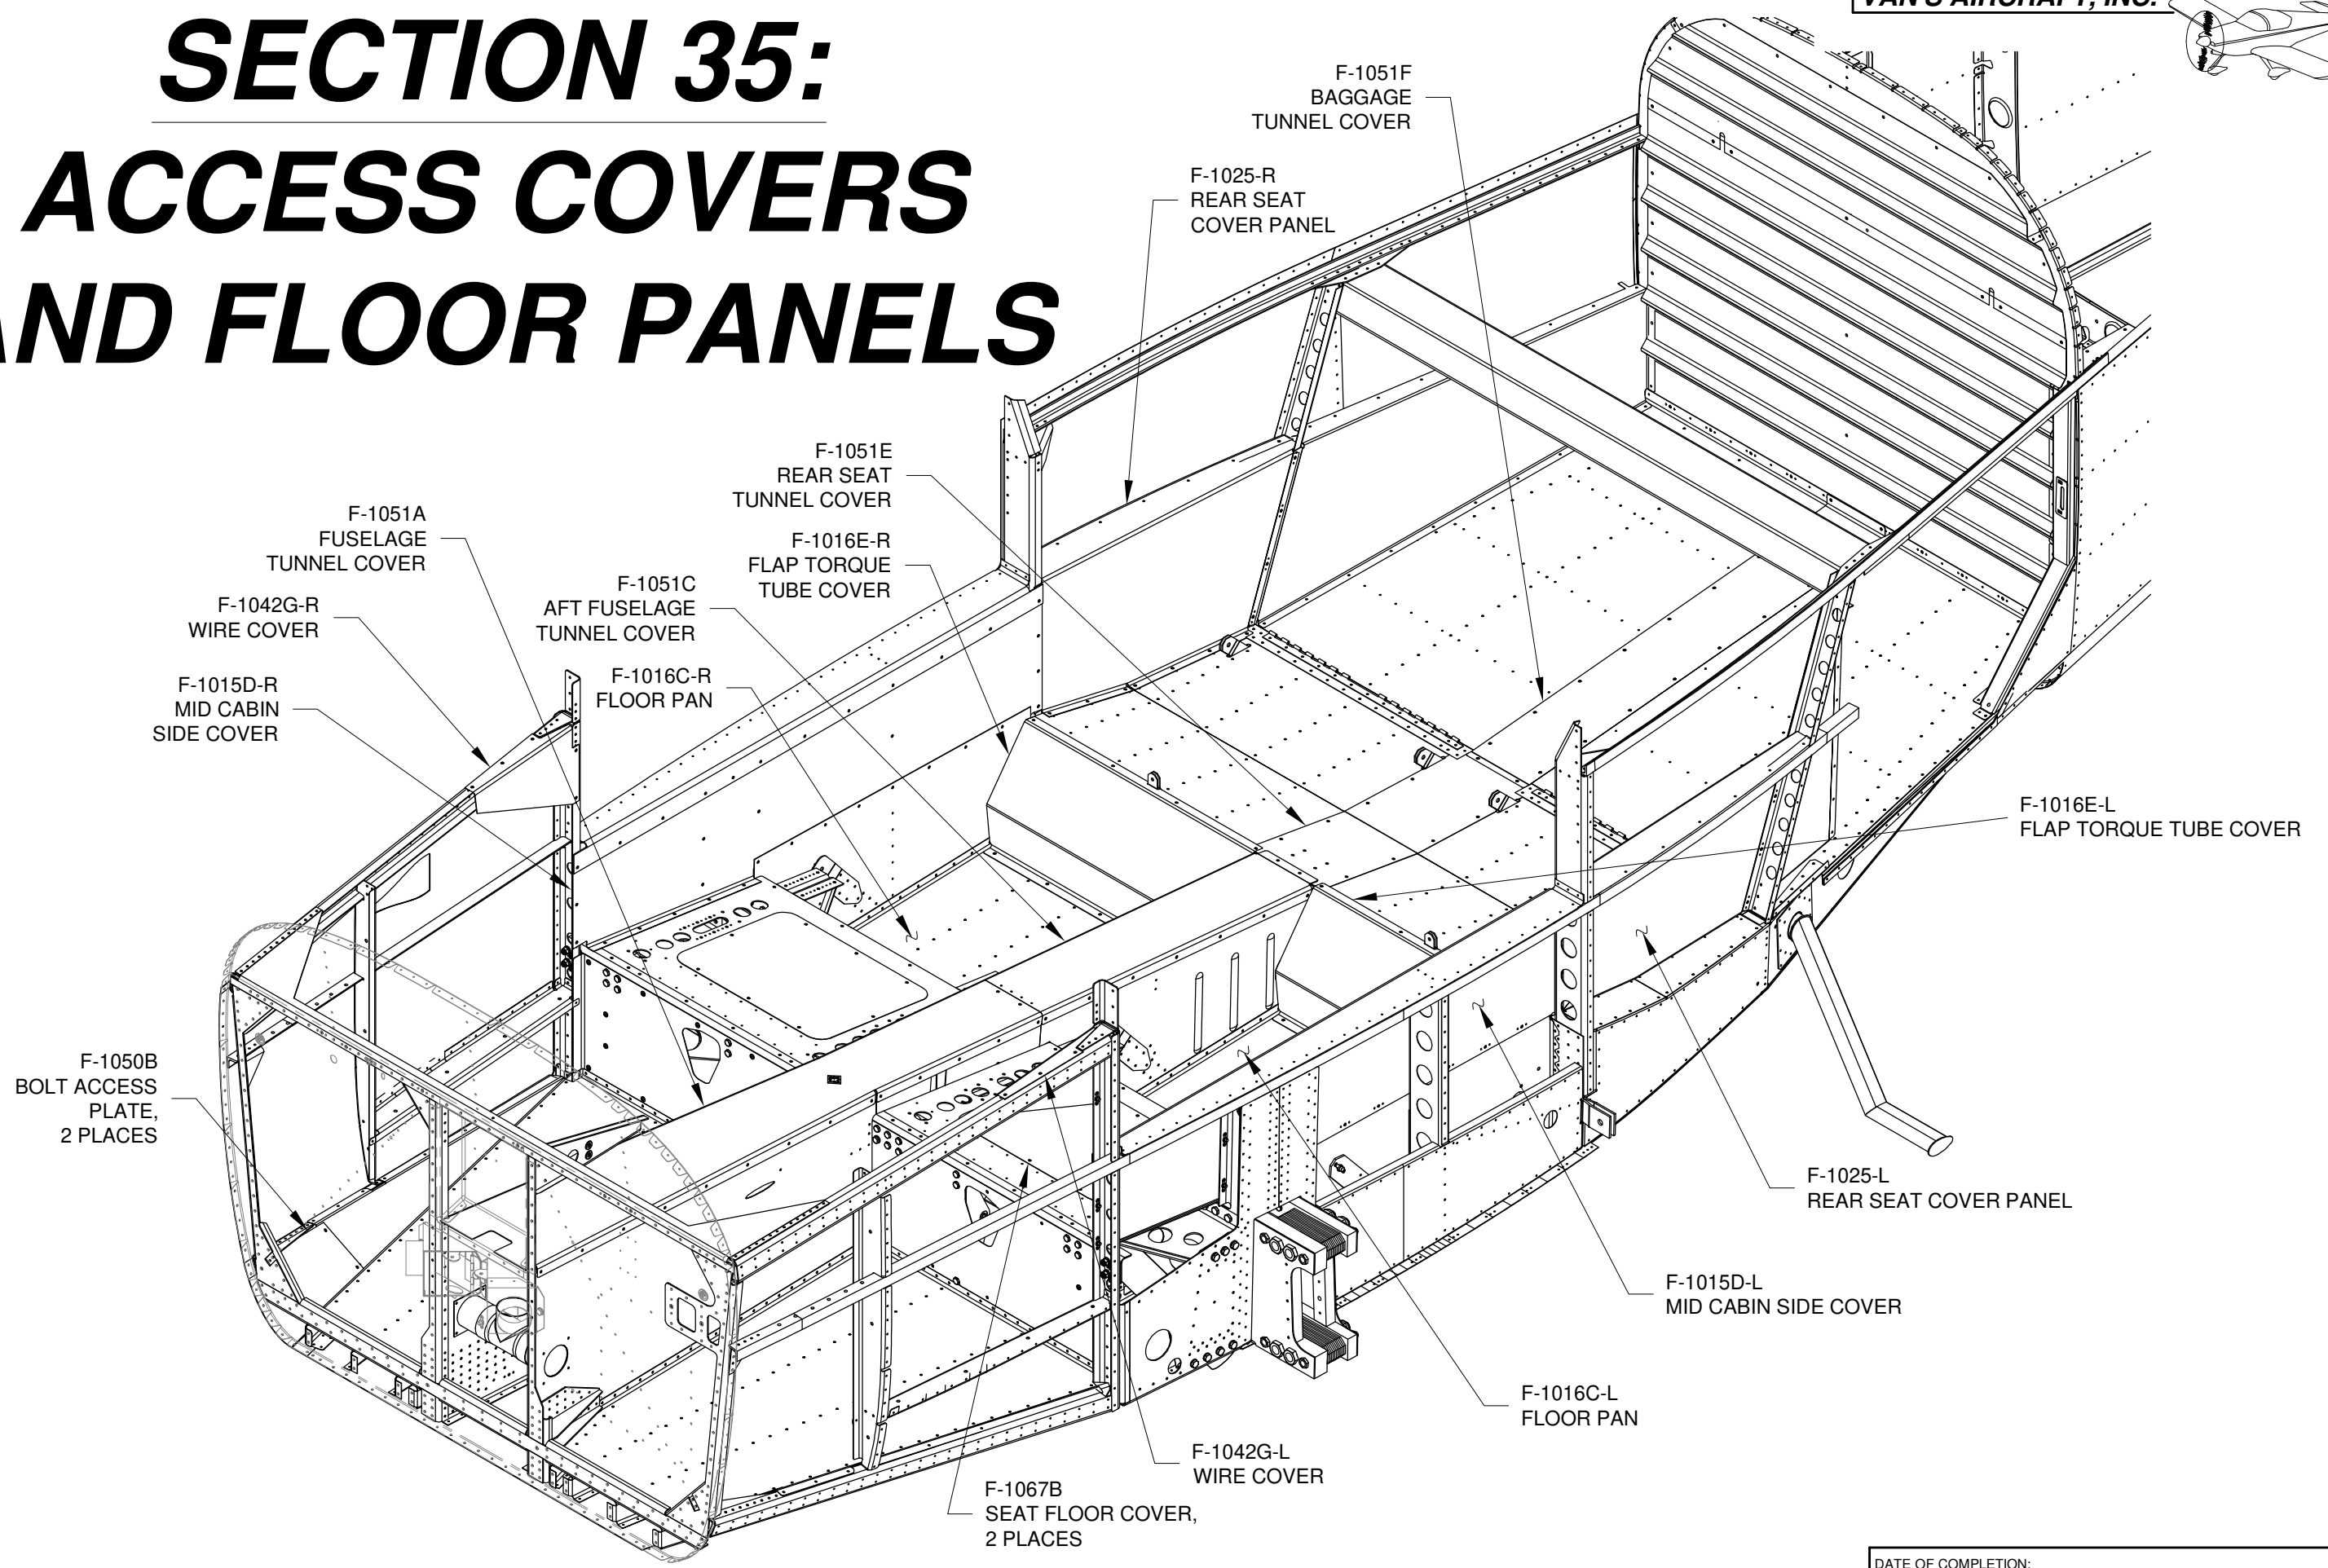 SECTION 35:
ACCESS COVERS
AND FLOOR PANELS
VAN'S AIRCRAFT, INC.
F-1051F
BAGGAGE
TUNNEL COVER
F-1025-R
REAR SEAT
COVER PANEL
F-1051E
REAR SEAT
TUNNEL COVER
F-1016E-R
FLAP TORQUE
TUBE COVER
F-1051A
FUSELAGE
TUNNEL COVER
F-1051C
AFT FUSELAGE
TUNNEL COVER
F-1042G-R
WIRE COVER
F-1016C-R
FLOOR PAN
F-1015D-R
MID CABIN
SIDE COVER
F-1016E-L
FLAP TORQUE TUBE COVER
F-1050B
BOLT ACCESS
PLATE,
2 PLACES
F-1025-L
REAR SEAT COVER PANEL
F-1015D-L
MID CABIN SIDE COVER
F-1016C-L
FLOOR PAN
F-1042G-L
WIRE COVER
F-1067B
SEAT FLOOR COVER,
2 PLACES
DATE OF COMPLETION: